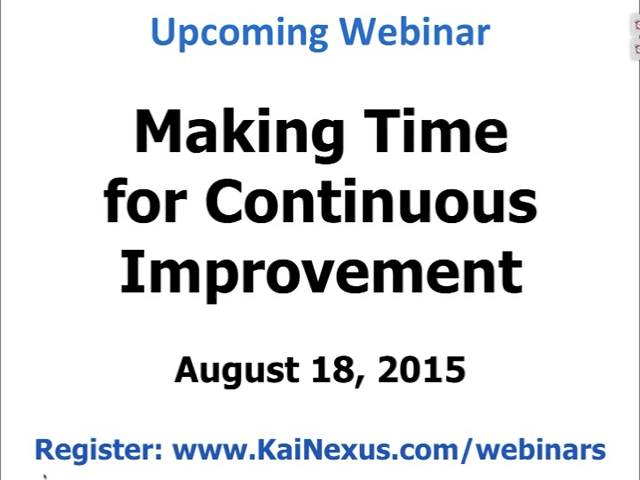 Upcoming Webinar
Making Time
for Continuous
Improvement
August 18, 2015
Register: www.KaiNexus.com/webinars